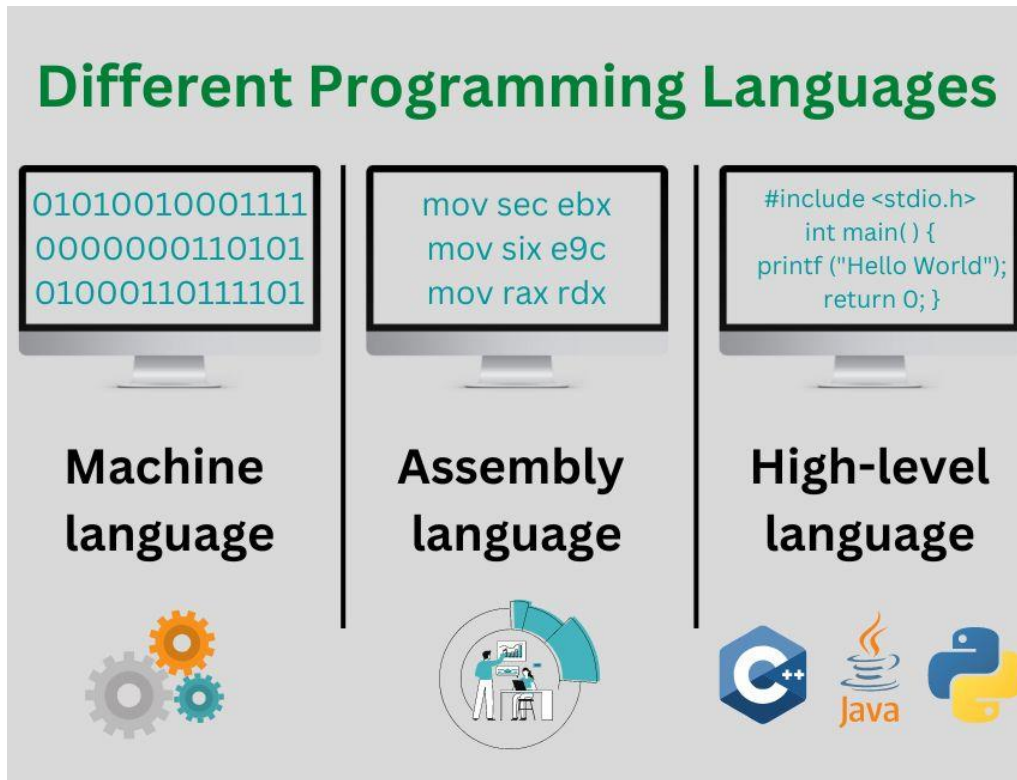 Different Programming Languages
01010010001111
0000000110101
01000110111101
Machine
language
mov sec ebx
mov six e9c
mov rax rdx
Assembly
language
#include <stdio.h>
int main( ) {
printf ("Hello World");
return 0; }
High-level
language
C++
Java